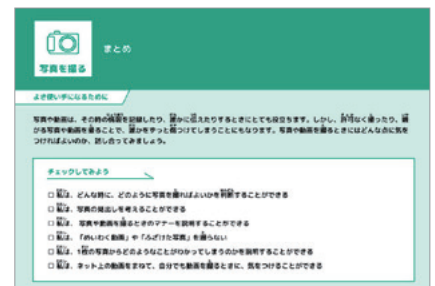 写真を撮る
まとめ
よき使い手になるために
写真や動画は、その時の情報を記録したり、誰かに伝えたりするときにとても役立ちます。しかし、許可なく撮ったり、嫌
がる写真や動画を撮ることで、誰かをずっと傷つけてしまうことにもなります。写真や動画を撮るときにはどんな点に気を
つければよいのか、話し合ってみましょう。
チェックしてみよう
□ 私は、どんな時に、どのように写真を撮ればよいかを判断することができる
□ 私は、写真の見出しを考えることができる
□ 私は、写真や動画を撮るときのマナーを説明することができる
□ 私は、「めいわく動画」や「ふざけた写真」を撮らない
□ 私は、1枚の写真からどのようなことがわかってしまうのかを説明することができる
□ 私は、ネット上の動画をまねて、自分でも動画を撮るときに、気をつけることができる